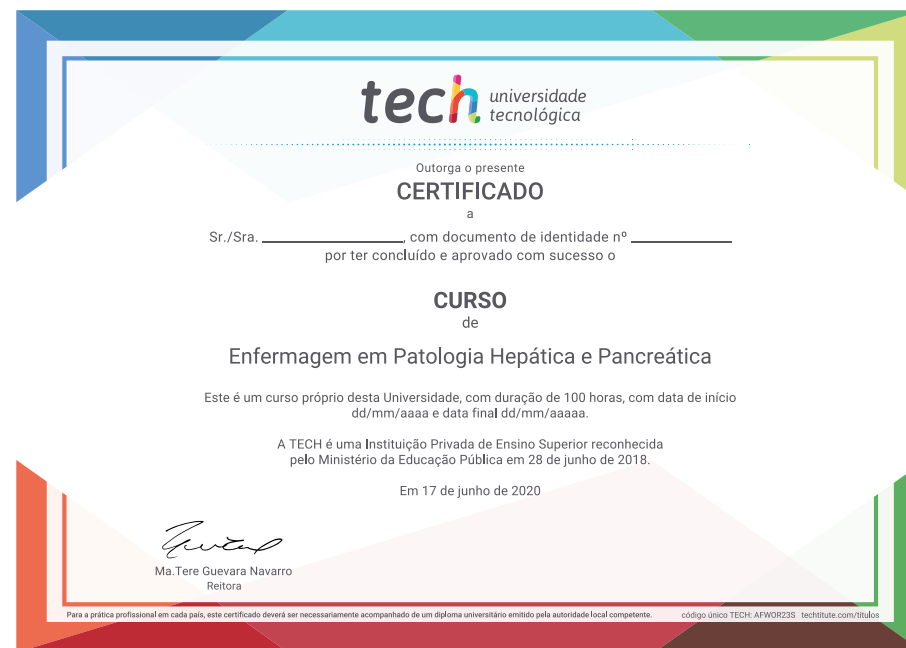 tech universidade
tecnológica
Outorga o presente
CERTIFICADO
a
Sr./Sra. ____________________, com documento de identidade nº ______________
por ter concluído e aprovado com sucesso o
CURSO
de
Enfermagem em Patologia Hepática e Pancreática
Este é um curso próprio desta Universidade, com duração de 100 horas, com data de início
dd/mm/aaaa e data final dd/mm/aaaaa.
A TECH é uma Instituição Privada de Ensino Superior reconhecida
pelo Ministério da Educação Pública em 28 de junho de 2018.
Em 17 de junho de 2020
Ma.Tere Guevara Navarro
Reitora
Para a prática profissional em cada país, este certificado deverá ser necessariamente acompanhado de um diploma universitário emitido pela autoridade local competente. código único TECH: AFWOR23S techtitute.com/titulos